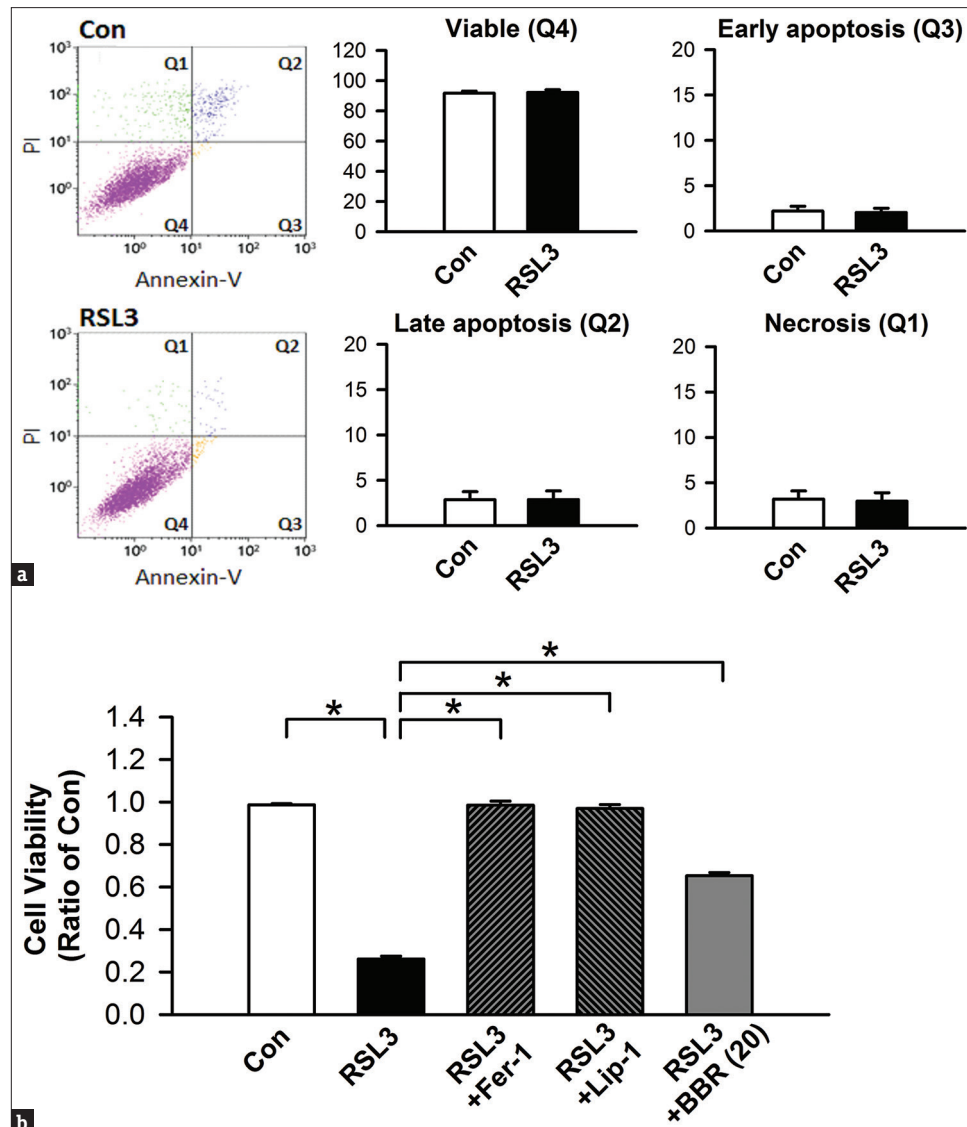 Con
10³
10²
10¹
10⁰
PI
Q1
Q2
Q4
Q3
10⁰
10¹
10²
10³
Annexin-V
Viable (Q4)
120
100
80
60
40
20
0
Con
RSL3
Early apoptosis (Q3)
20
15
10
5
0
Con
RSL3
RSL3
10³
10²
10¹
10⁰
PI
Q1
Q2
Q4
Q3
10⁰
10¹
10²
10³
Annexin-V
Late apoptosis (Q2)
20
15
10
5
0
Con
RSL3
Necrosis (Q1)
20
15
10
5
0
Con
RSL3
a
*
*
*
*
Cell Viability
(Ratio of Con)
1.4
1.2
1.0
0.8
0.6
0.4
0.2
0.0
Con
RSL3
RSL3
+Fer-1
RSL3
+Lip-1
RSL3
+BBR (20)
b